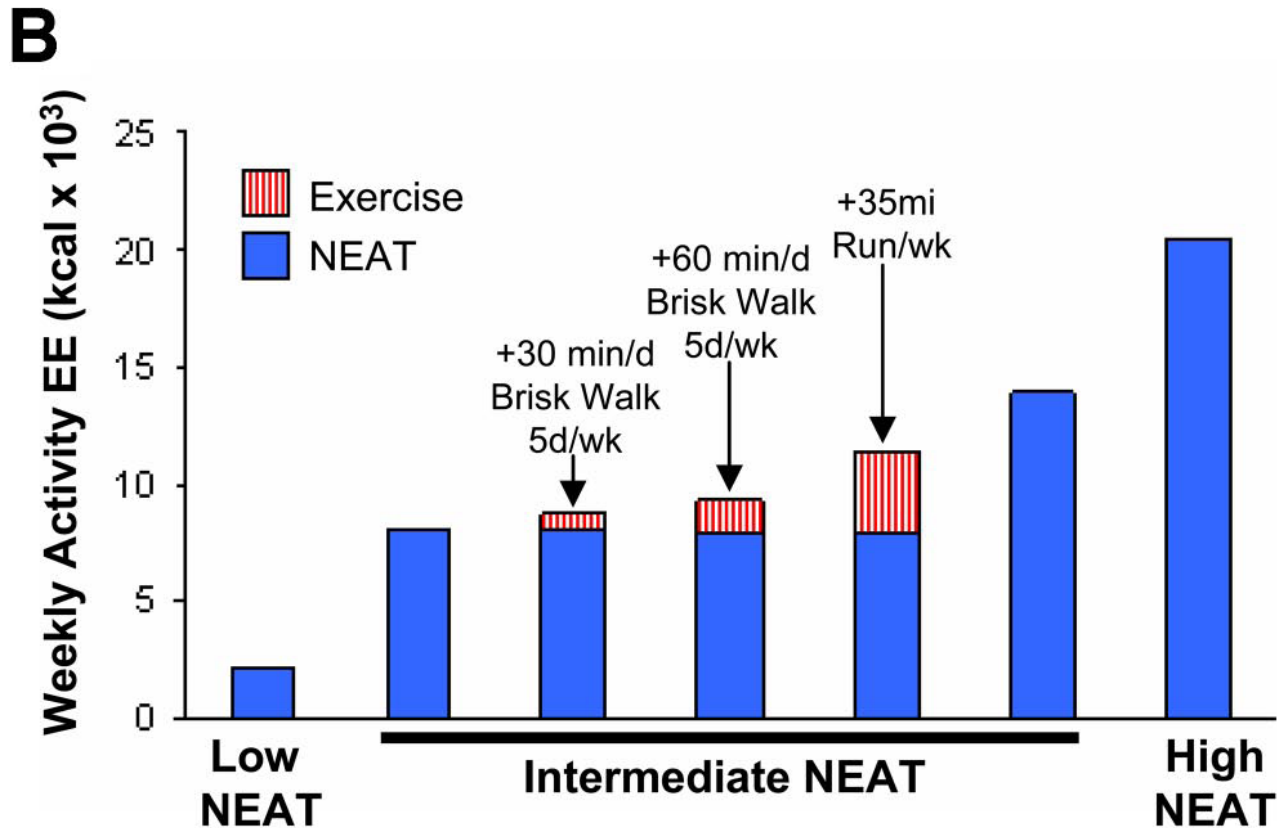 B
Weekly Activity EE (kcal x 10³)
25
20
15
10
5
0
Exercise
NEAT
+30 min/d
Brisk Walk
5d/wk
+60 min/d
Brisk Walk
5d/wk
+35mi
Run/wk
Low
NEAT
Intermediate NEAT
High
NEAT